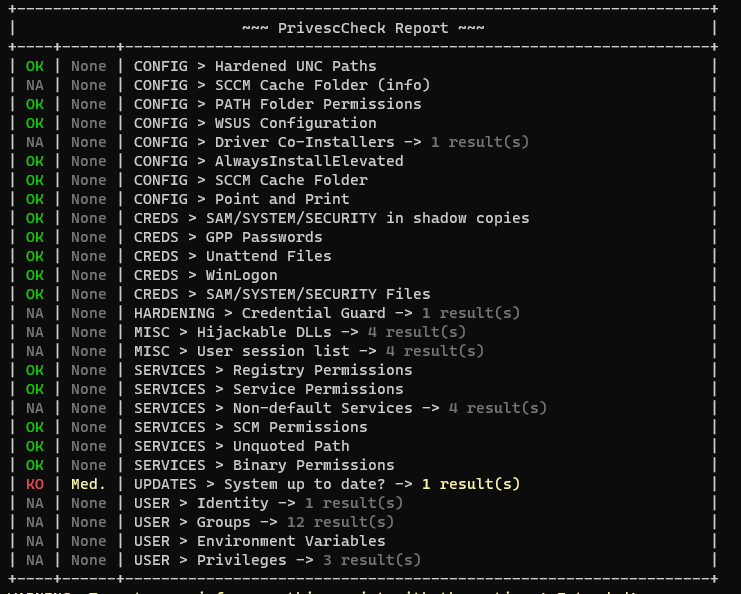 ~~~ PrivescCheck Report ~~~
| OK | None | CONFIG > Hardened UNC Paths
| NA | None | CONFIG > SCCM Cache Folder (info)
| OK | None | CONFIG > PATH Folder Permissions
| OK | None | CONFIG > WSUS Configuration
| NA | None | CONFIG > Driver Co-Installers -> 1 result(s)
| OK | None | CONFIG > AlwaysInstallElevated
| OK | None | CONFIG > SCCM Cache Folder
| OK | None | CONFIG > Point and Print
| OK | None | CREDS > SAM/SYSTEM/SECURITY in shadow copies
| OK | None | CREDS > GPP Passwords
| OK | None | CREDS > Unattend Files
| OK | None | CREDS > WinLogon
| OK | None | CREDS > SAM/SYSTEM/SECURITY Files
| NA | None | HARDENING > Credential Guard -> 1 result(s)
| NA | None | MISC > Hijackable DLLs -> 4 result(s)
| NA | None | MISC > User session list -> 4 result(s)
| OK | None | SERVICES > Registry Permissions
| OK | None | SERVICES > Service Permissions
| NA | None | SERVICES > Non-default Services -> 4 result(s)
| OK | None | SERVICES > SCM Permissions
| OK | None | SERVICES > Unquoted Path
| OK | None | SERVICES > Binary Permissions
| KO | Med. | UPDATES > System up to date? -> 1 result(s)
| NA | None | USER > Identity -> 1 result(s)
| NA | None | USER > Groups -> 12 result(s)
| NA | None | USER > Environment Variables
| NA | None | USER > Privileges -> 3 result(s)